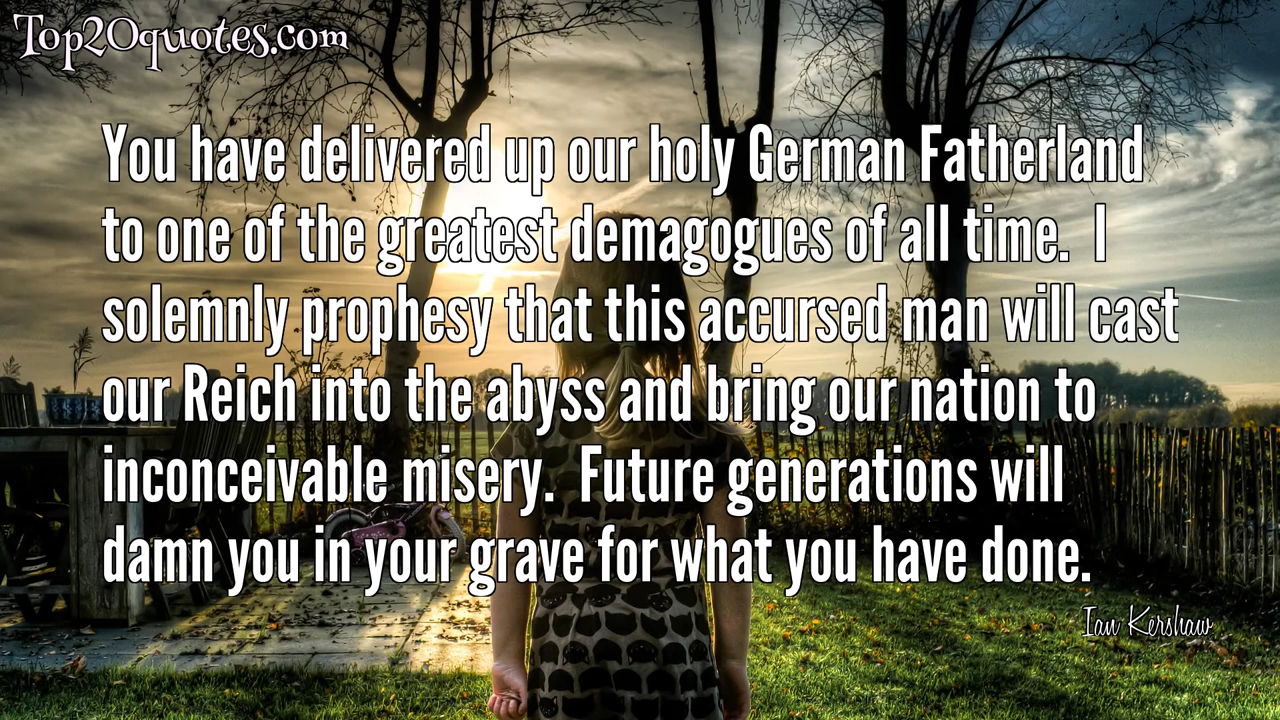 Top20quotes.com
You have delivered up our holy German Fatherland
to one of the greatest demagogues of all time.  I
solemnly prophesy that this accursed man will cast
our Reich into the abyss and bring our nation to
inconceivable misery.  Future generations will
damn you in your grave for what you have done.
Ian Kershaw